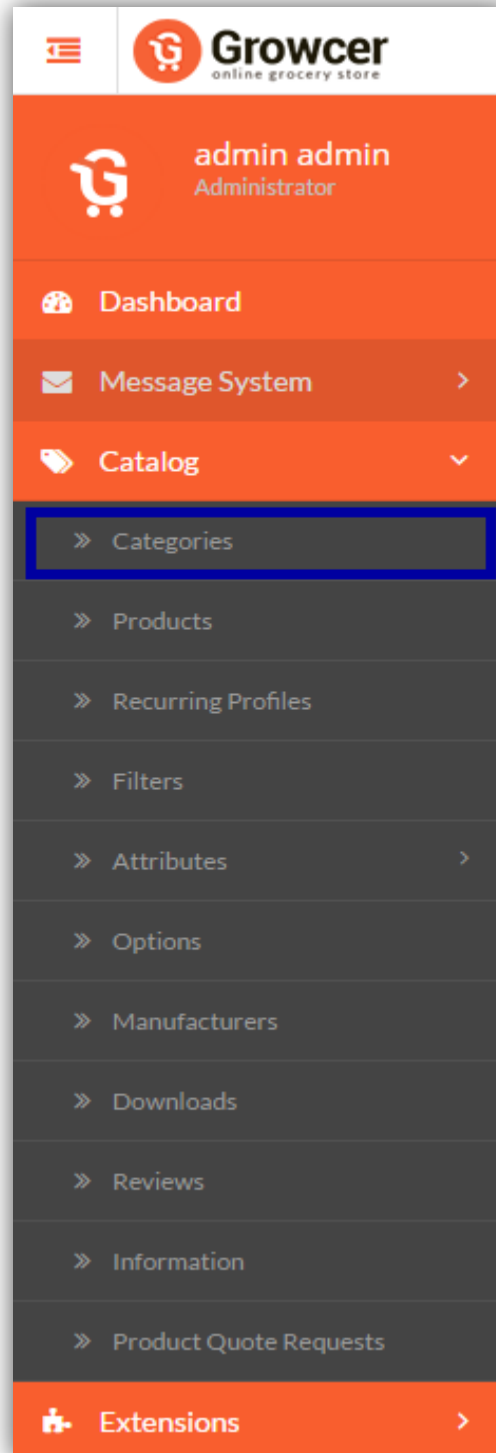 Growcer
online grocery store
admin admin
Administrator
Dashboard
Message System
Catalog
Categories
Products
Recurring Profiles
Filters
Attributes
Options
Manufacturers
Downloads
Reviews
Information
Product Quote Requests
Extensions